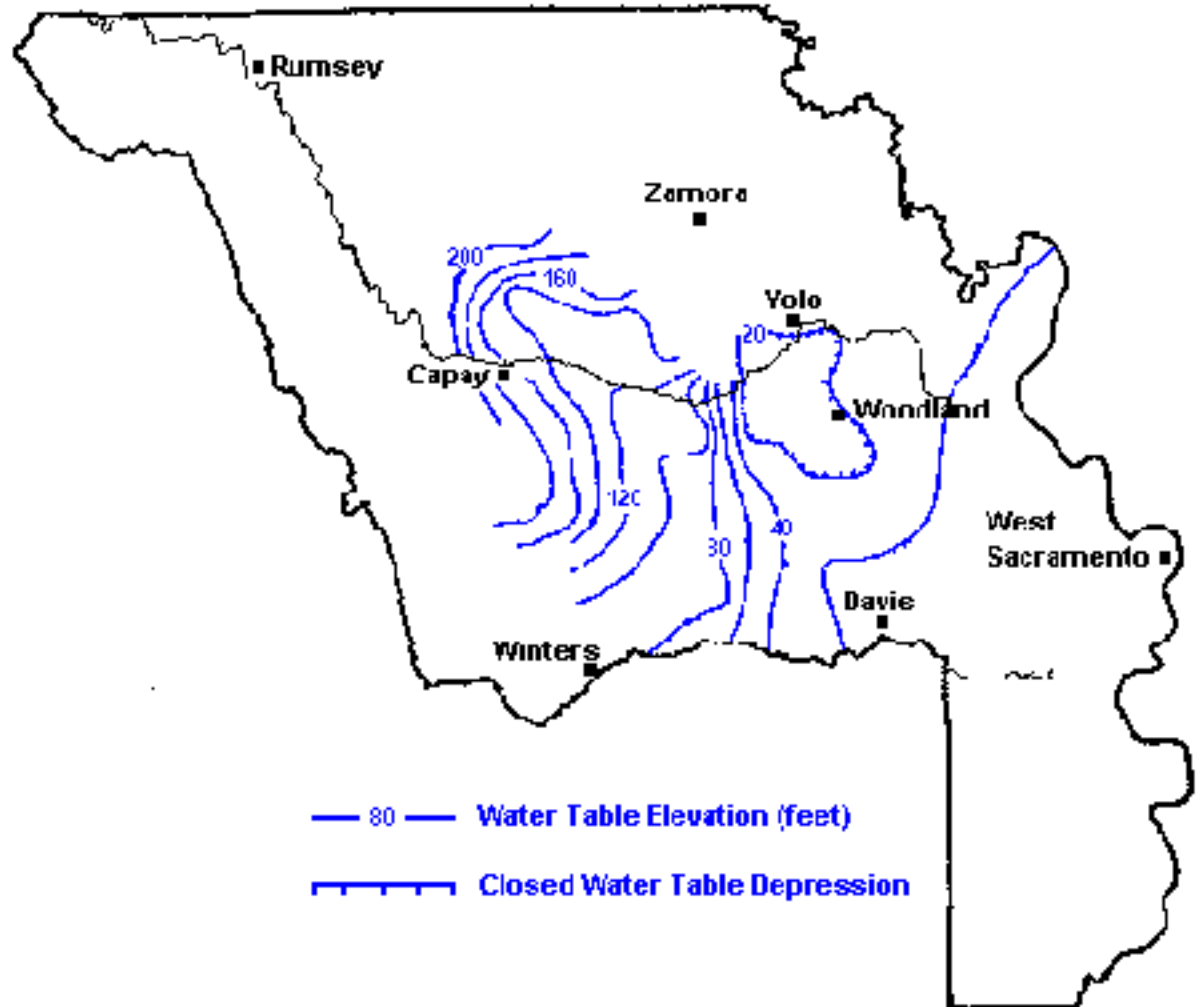 Rumsey
Zamora
200
160
Yolo
20
Capay
Woodland
120
40
80
West
Sacramento
Davis
Winters
80 Water Table Elevation (feet)
Closed Water Table Depression